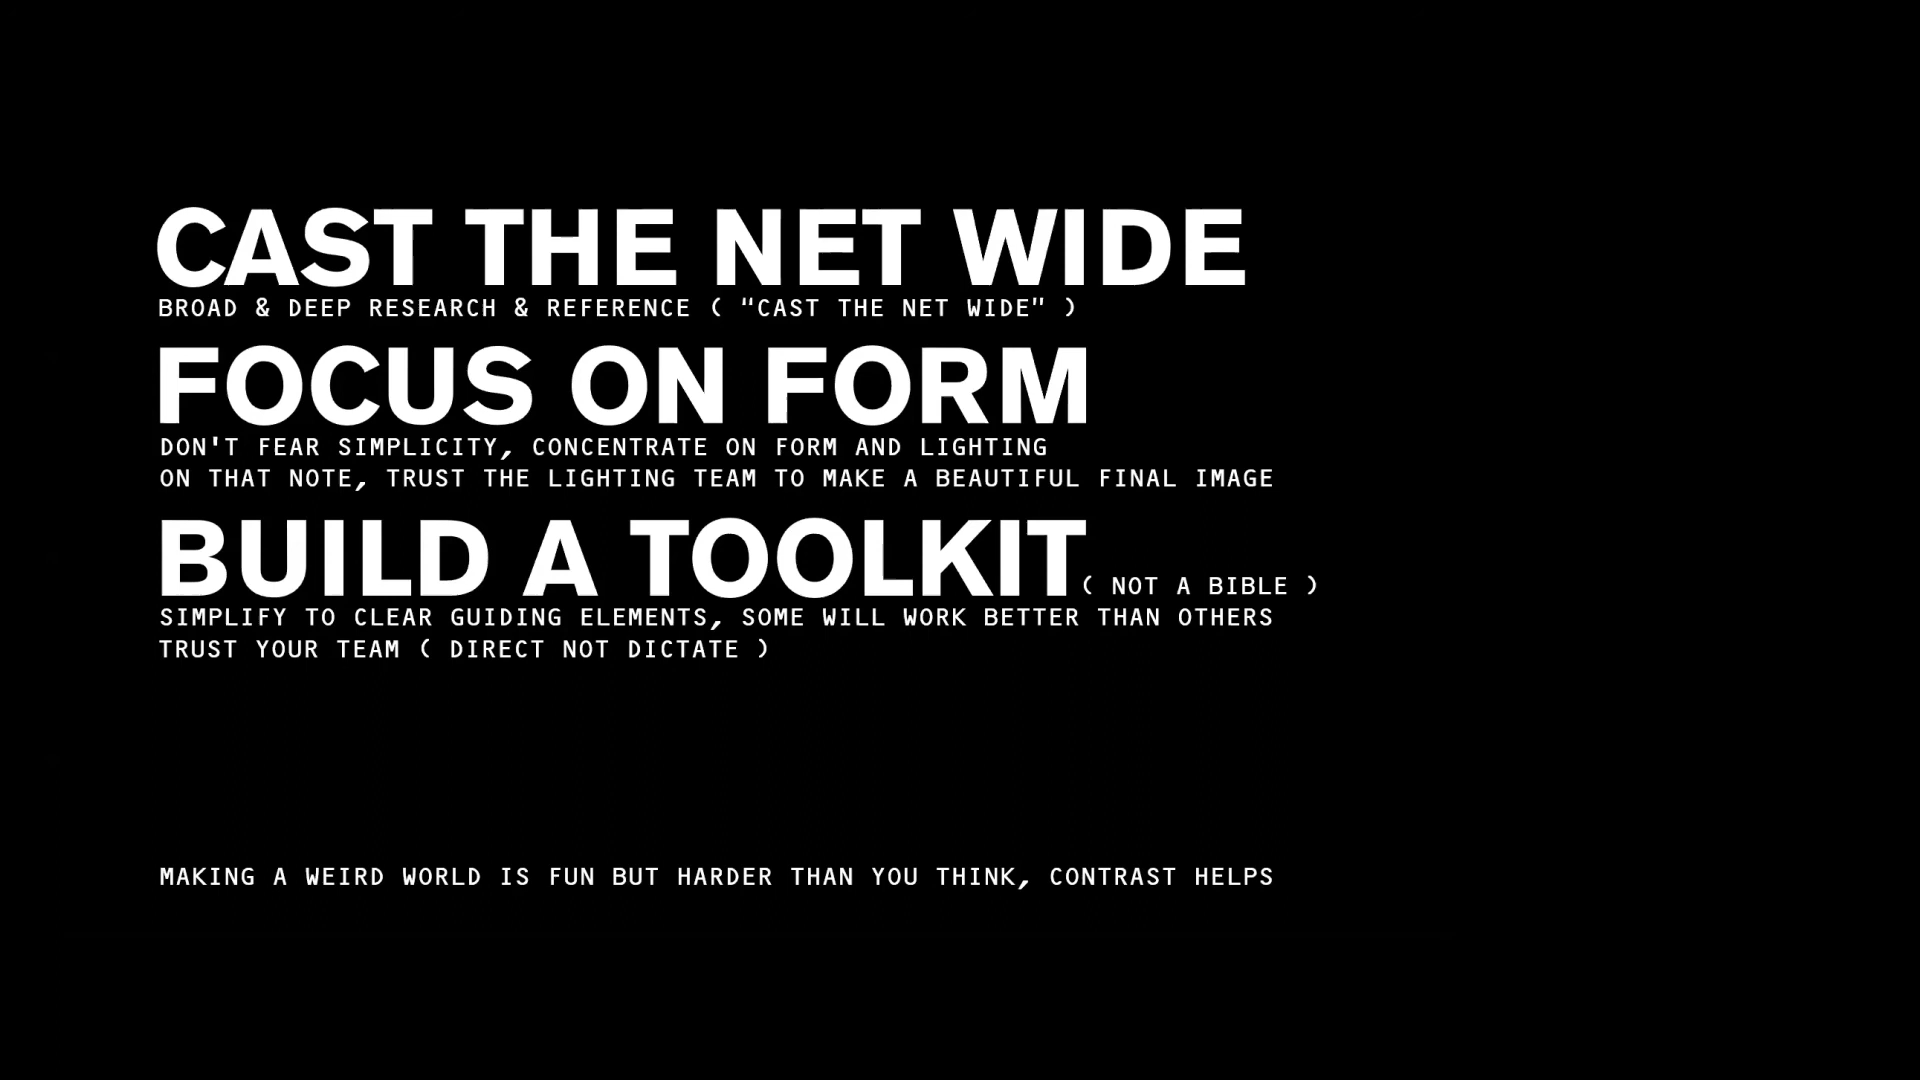 CAST THE NET WIDE
BROAD & DEEP RESEARCH & REFERENCE ( “CAST THE NET WIDE” )
FOCUS ON FORM
DON'T FEAR SIMPLICITY, CONCENTRATE ON FORM AND LIGHTING
ON THAT NOTE, TRUST THE LIGHTING TEAM TO MAKE A BEAUTIFUL FINAL IMAGE
BUILD A TOOLKIT ( NOT A BIBLE )
SIMPLIFY TO CLEAR GUIDING ELEMENTS, SOME WILL WORK BETTER THAN OTHERS
TRUST YOUR TEAM ( DIRECT NOT DICTATE )
MAKING A WEIRD WORLD IS FUN BUT HARDER THAN YOU THINK, CONTRAST HELPS